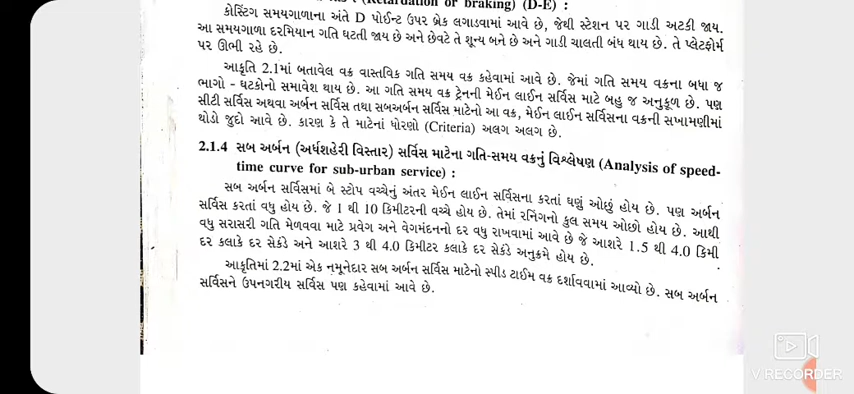 (Retardation or braking) (D-E) :
કોસ્ટિંગ સમયગાળાના અંતે D પોઈન્ટ ઉપર બ્રેક લગાડવામાં આવે છે, જેથી સ્ટેશન પર ગાડી અટકી જાય.
આ સમયગાળા દરમિયાન ગતિ ઘટતી જાય છે અને છેવટે તે શૂન્ય બને છે અને ગાડી ચાલતી બંધ થાય છે. તે પ્લેટફોર્મ
પર ઊભી રહે છે.
આકૃતિ 2.1માં બતાવેલ વક્ર વાસ્તવિક ગતિ સમય વક્ર કહેવામાં આવે છે. જેમાં ગતિ સમય વક્રના બધા જ
ભાગો - ઘટકોનો સમાવેશ થાય છે. આ ગતિ સમય વક્ર ટ્રેનની મેઈન લાઈન સર્વિસ માટે બહુ જ અનુકૂળ છે. પણ
સીટી સર્વિસ અથવા અર્બન સર્વિસ તથા સબઅર્બન સર્વિસ માટેનો આ વક્ર, મેઈન લાઈન સર્વિસના વક્રની સખામણીમાં
થોડો જુદો આવે છે. કારણ કે તે માટેનાં ધોરણો (Criteria) અલગ અલગ છે.
2.1.4 સબ અર્બન (અર્ધશહેરી વિસ્તાર) સર્વિસ માટેના ગતિ-સમય વક્રનું વિશ્લેષણ (Analysis of speed-
time curve for sub-urban service) :
સબ અર્બન સર્વિસમાં બે સ્ટોપ વચ્ચેનું અંતર મેઈન લાઈન સર્વિસના કરતાં ઘણું ઓછું હોય છે. પણ અર્બન
સર્વિસ કરતાં વધુ હોય છે. જે 1 થી 10 કિમીટરની વચ્ચે હોય છે. તેમાં રનિંગનો કુલ સમય ઓછો હોય છે. આથી
વધુ સરાસરી ગતિ મેળવવા માટે પ્રવેગ અને વેગમંદનનો દર વધુ રાખવામાં આવે છે જે આશરે 1.5 થી 4.0 કિમી
દર કલાકે દર સેકંડે અને આશરે 3 થી 4.0 કિમીટર કલાકે દર સેકંડે અનુક્રમે હોય છે.
આકૃતિમાં 2.2માં એક નમૂનેદાર સબ અર્બન સર્વિસ માટેનો સ્પીડ ટાઈમ વક્ર દર્શાવવામાં આવ્યો છે. સબ અર્બન
સર્વિસને ઉપનગરીય સર્વિસ પણ કહેવામાં આવે છે.
V RECORDER